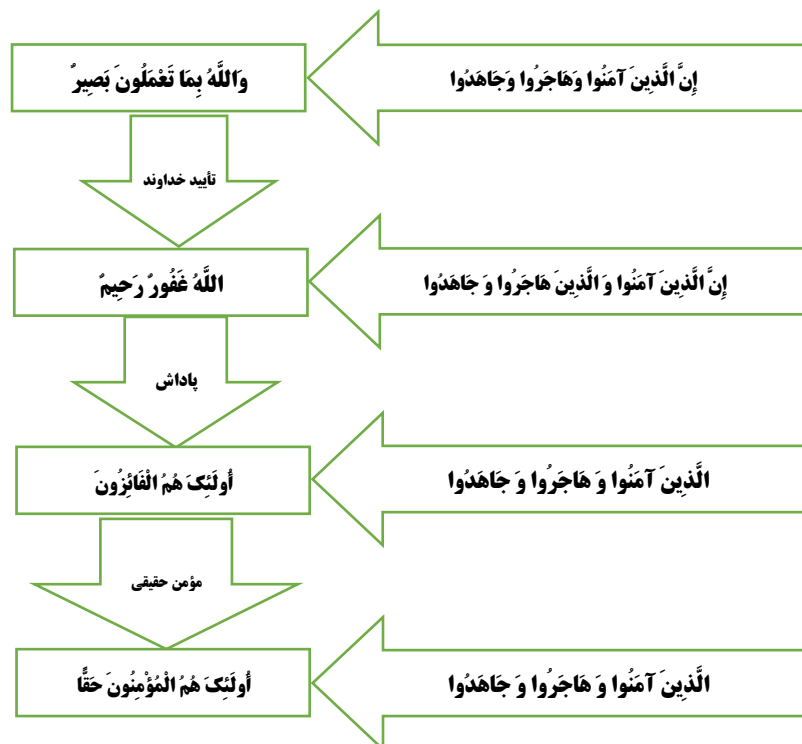 إِنَّ الَّذِينَ آمَنُوا وَهَاجَرُوا وَجَاهَدُوا
وَاللَّهُ بِمَا تَعْمَلُونَ بَصِيرٌ
تأیید خداوند
إِنَّ الَّذِينَ آمَنُوا وَ الَّذِينَ هَاجَرُوا وَ جَاهَدُوا
اللَّهُ غَفُورٌ رَحِيمٌ
پاداش
الَّذِينَ آمَنُوا وَ هَاجَرُوا وَ جَاهَدُوا
أُولَئِکَ هُمُ الْفَائِزُونَ
مؤمن حقیقی
الَّذِينَ آمَنُوا وَ هَاجَرُوا وَ جَاهَدُوا
أُولَئِکَ هُمُ الْمُؤْمِنُونَ حَقًّا